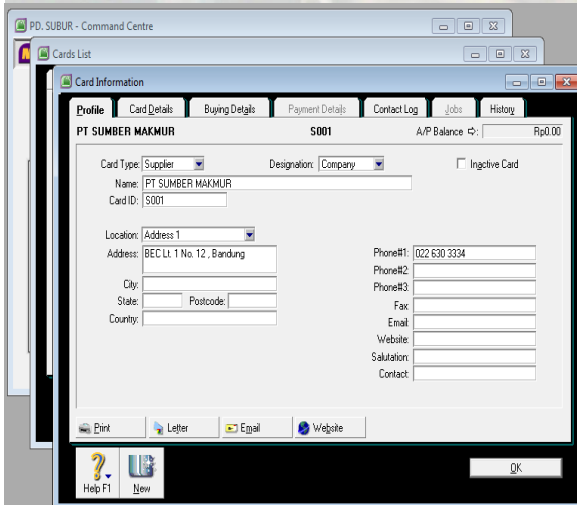 PD. SUBUR - Command Centre
Cards List
Card Information
Profile Card Details Buying Details Payment Details Contact Log Jobs History
PT SUMBER MAKMUR S001 A/P Balance ⇨: Rp0.00
Card Type: Supplier Designation: Company Inactive Card
Name: PT SUMBER MAKMUR
Card ID: S001
Location: Address 1
Address: BEC Lt. 1 No. 12 , Bandung Phone#1: 022 630 3334
Phone#2:
City: Phone#3:
State: Postcode: Fax:
Country: Email:
Website:
Salutation:
Contact:
Print Letter Email Website
Help F1 New OK